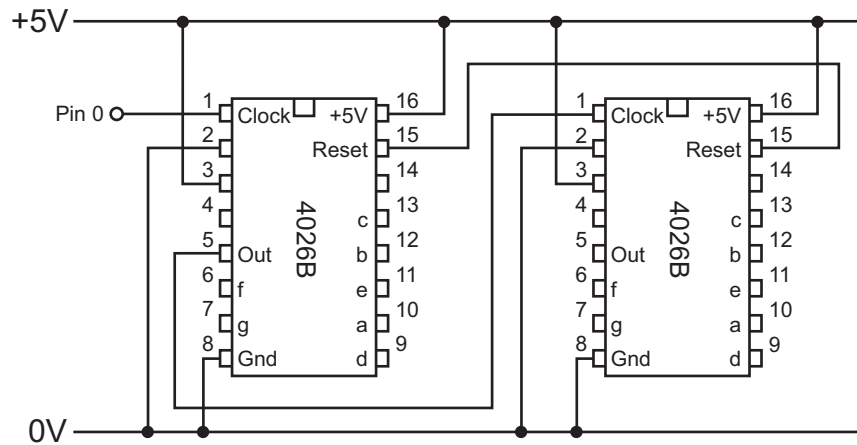 +5V
Pin 0
1 Clock +5V 16
2 Reset 15
3 14
4 c 13
5 Out b 12
6 f e 11
7 g a 10
8 Gnd d 9
4026B
1 Clock +5V 16
2 Reset 15
3 14
4 c 13
5 Out b 12
6 f e 11
7 g a 10
8 Gnd d 9
4026B
0V